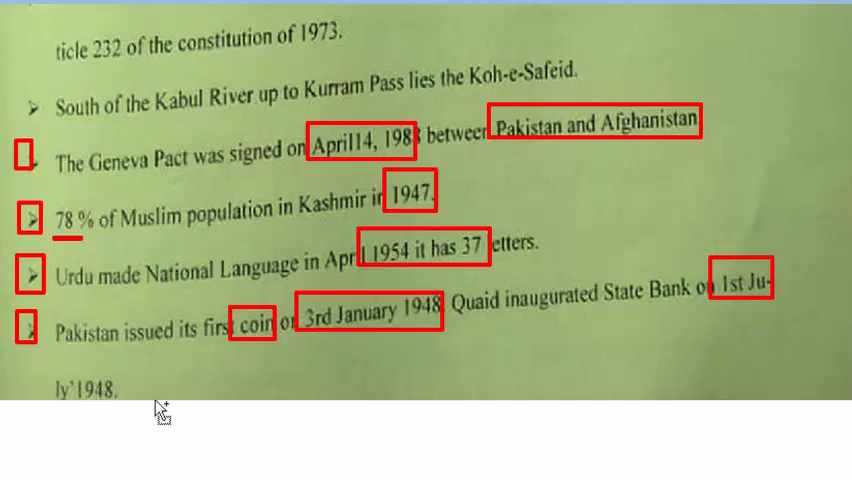 ticle 232 of the constitution of 1973.
South of the Kabul River up to Kurram Pass lies the Koh-e-Safeid.
The Geneva Pact was signed on April14, 1988 between Pakistan and Afghanistan
78 % of Muslim population in Kashmir in 1947.
Urdu made National Language in April 1954 it has 37 letters.
Pakistan issued its first coin on 3rd January 1948. Quaid inaugurated State Bank on 1st Ju-
ly'1948.